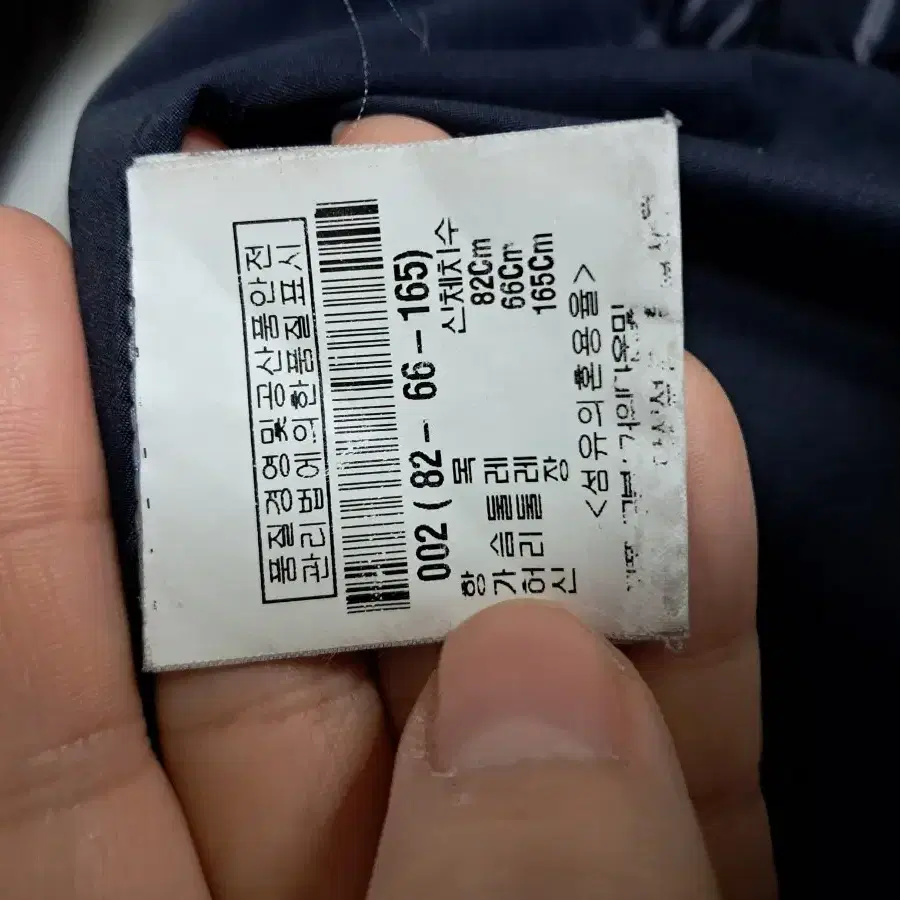 품질경영및공산품안전
관리법에의한품질표시
002 ( 82 - 66 - 165)
항 목 신체치수
가슴둘레 82Cm
허리둘레 66Cm
신 장 165Cm
<섬유의혼용율>